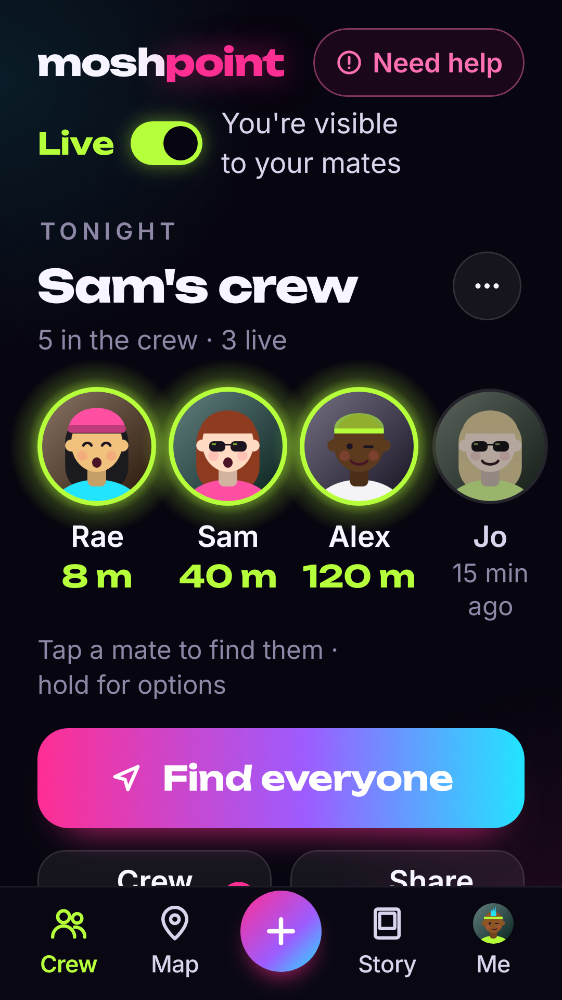 moshpoint
Need help
Live
You're visible
to your mates
TONIGHT
Sam's crew
5 in the crew · 3 live
Rae
Sam
Alex
Jo
8 m
40 m
120 m
15 min
ago
Tap a mate to find them ·
hold for options
Find everyone
Crew
Share
Crew
Map
Story
Me